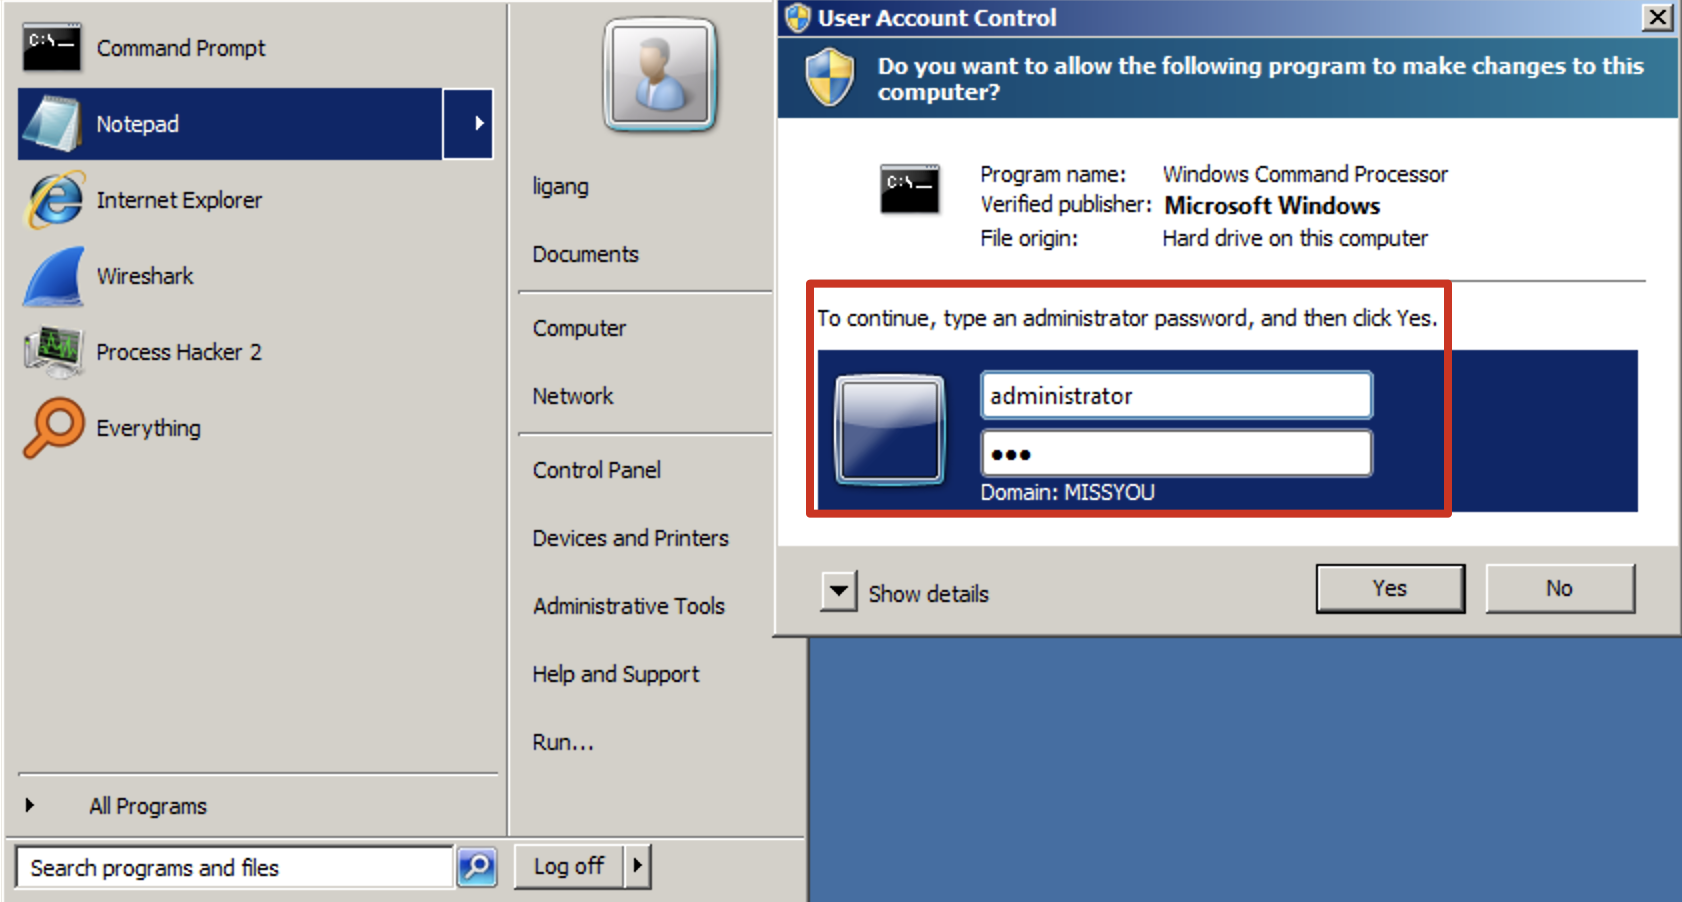 Command Prompt
Notepad
Internet Explorer
Wireshark
Process Hacker 2
Everything
All Programs
Search programs and files
ligang
Documents
Computer
Network
Control Panel
Devices and Printers
Administrative Tools
Help and Support
Run...
Log off
User Account Control
Do you want to allow the following program to make changes to this
computer?
C:\
Program name: Windows Command Processor
Verified publisher: Microsoft Windows
File origin: Hard drive on this computer
To continue, type an administrator password, and then click Yes.
administrator
●●●
Domain: MISSYOU
Show details
Yes
No